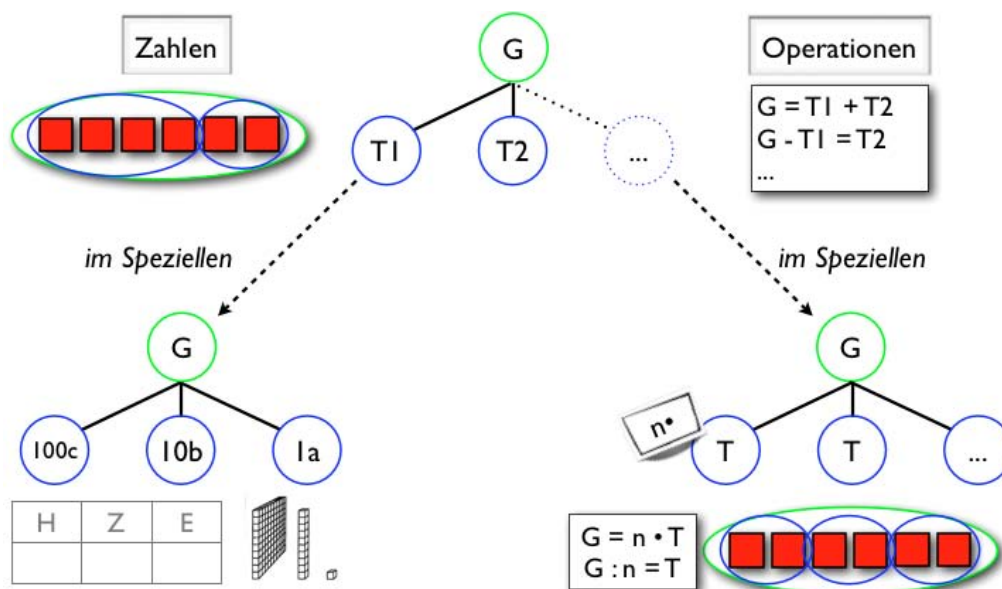 Zahlen
G
Operationen
T1
T2
...
G = T1 + T2
G - T1 = T2
...
im Speziellen
im Speziellen
G
100c
10b
1a
H Z E
G
n•
T
T
...
G = n • T
G : n = T